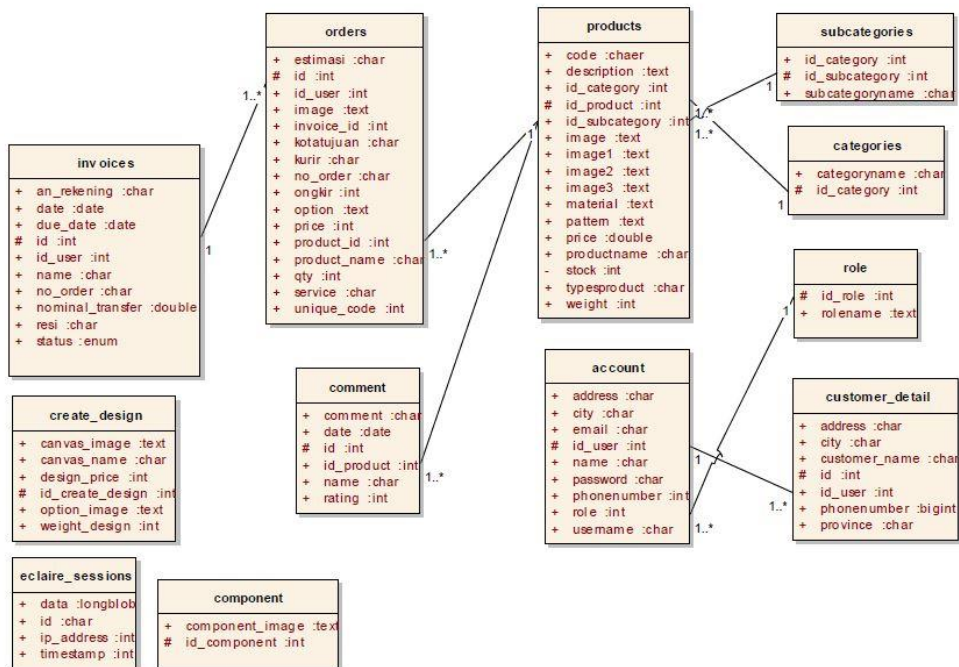 orders
+ estimasi :char
# id :int
+ id_user :int
+ image :text
+ invoice_id :int
+ kotatujuan :char
+ kurir :char
+ no_order :char
+ ongkir :int
+ option :text
+ price :int
+ product_id :int
+ product_name :char
+ qty :int
+ service :char
+ unique_code :int
products
+ code :chaer
+ description :text
+ id_category :int
# id_product :int
+ id_subcategory :int
+ image :text
+ image1 :text
+ image2 :text
+ image3 :text
+ material :text
+ pattern :text
+ price :double
+ productname :char
- stock :int
+ typesproduct :char
+ weight :int
subcategories
+ id_category :int
# id_subcategory :int
+ subcategoryname :char
categories
+ categoryname :char
# id_category :int
invoices
+ an_rekening :char
+ date :date
+ due_date :date
# id :int
+ id_user :int
+ name :char
+ no_order :char
+ nominal_transfer :double
+ resi :char
+ status :enum
role
# id_role :int
+ rolename :text
comment
+ comment :char
+ date :date
# id :int
+ id_product :int
+ name :char
+ rating :int
account
+ address :char
+ city :char
+ email :char
# id_user :int
+ name :char
+ password :char
+ phonenumber :int
+ role :int
+ username :char
customer_detail
+ address :char
+ city :char
+ customer_name :char
# id :int
+ id_user :int
+ phonenumber :bigint
+ province :char
create_design
+ canvas_image :text
+ canvas_name :char
+ design_price :int
# id_create_design :int
+ option_image :text
+ weight_design :int
eclaire_sessions
+ data :longblob
+ id :char
+ ip_address :int
+ timestamp :int
component
+ component_image :text
# id_component :int
1..*
1
1..*
1
1..*
1
1..*
1..*
1
1
1..*
1
1..*